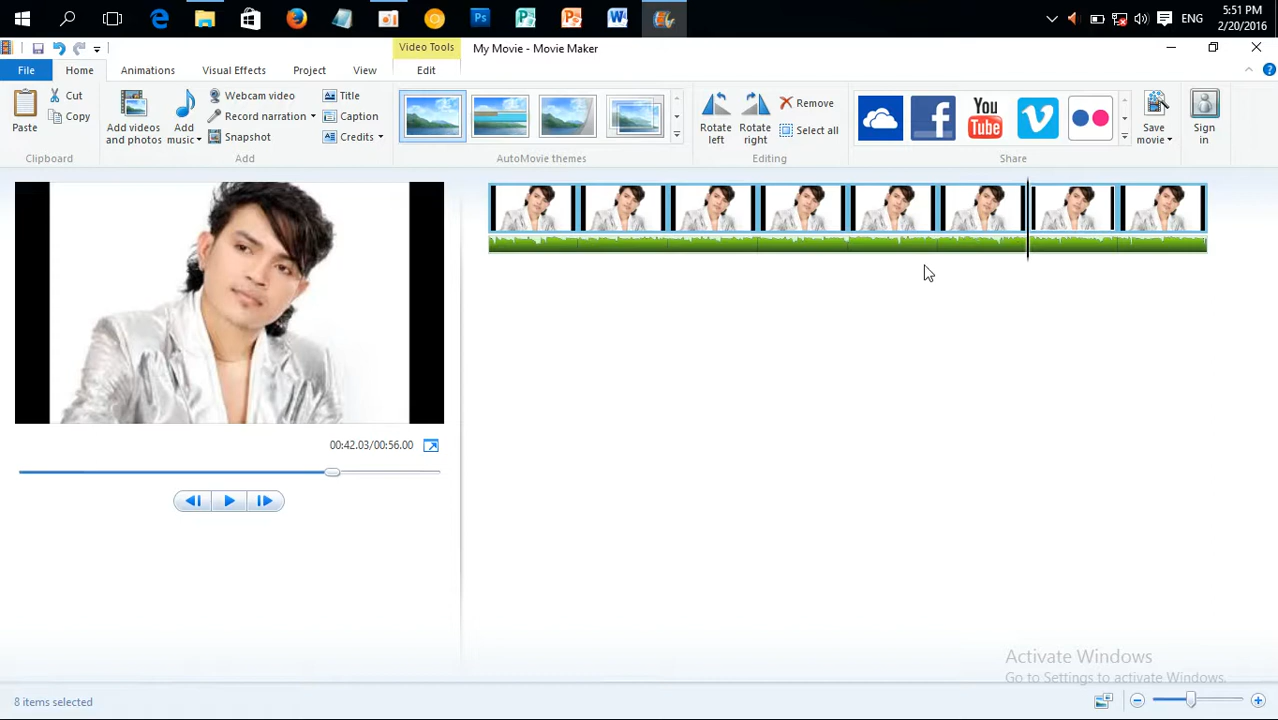 5:51 PM
ENG
2/20/2016
Video Tools
My Movie - Movie Maker
File
Home
Animations
Visual Effects
Project
View
Edit
Paste
Cut
Copy
Clipboard
Add videos
and photos
Add
music
Webcam video
Record narration
Snapshot
Title
Caption
Credits
Add
AutoMovie themes
Rotate
left
Rotate
right
Remove
Select all
Editing
You
Tube
Share
Save
movie
Sign
in
00:42.03/00:56.00
Activate Windows
Go to Settings to activate Windows.
8 items selected